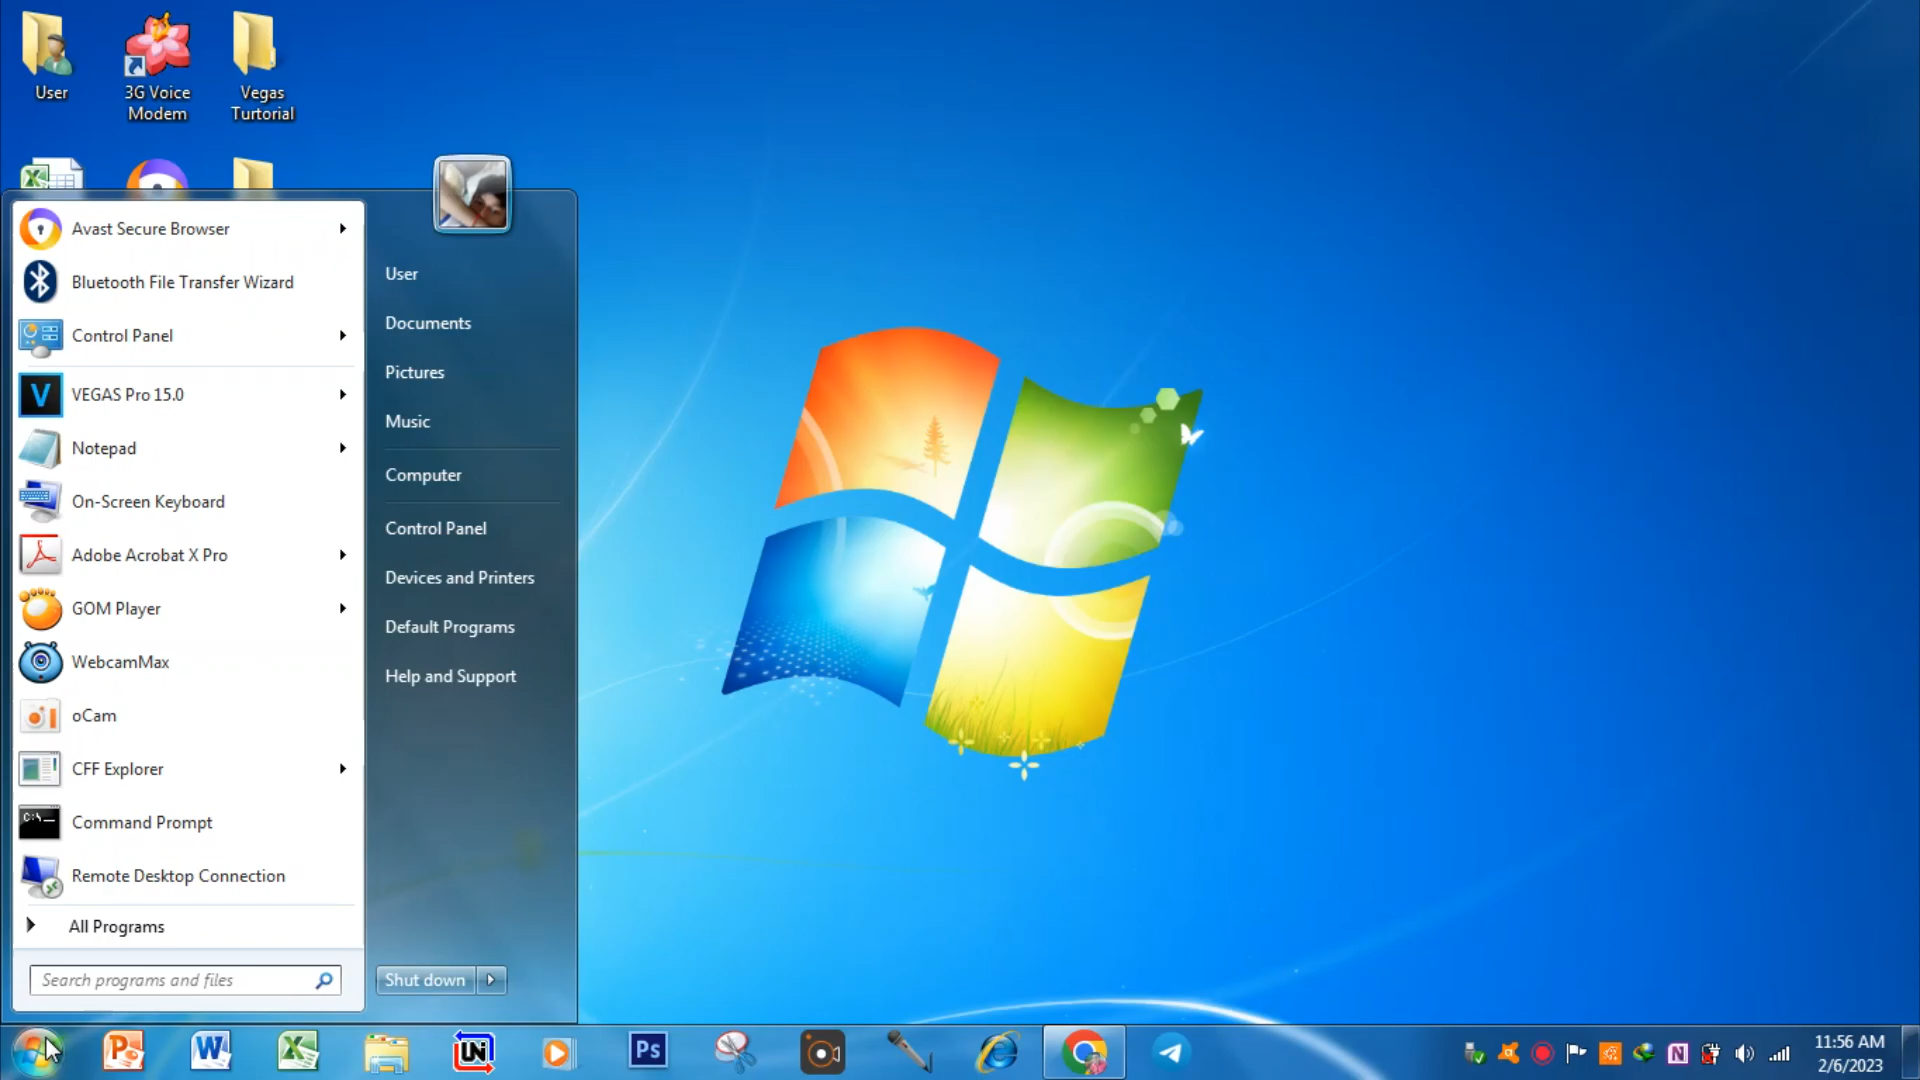 User
3G Voice
Modem
Vegas
Turtorial
Avast Secure Browser
Bluetooth File Transfer Wizard
Control Panel
VEGAS Pro 15.0
Notepad
On-Screen Keyboard
Adobe Acrobat X Pro
GOM Player
WebcamMax
oCam
CFF Explorer
Command Prompt
Remote Desktop Connection
All Programs
Search programs and files
User
Documents
Pictures
Music
Computer
Control Panel
Devices and Printers
Default Programs
Help and Support
Shut down
V
C:\
P
W
X
UN
Ps
N
11:56 AM
2/6/2023